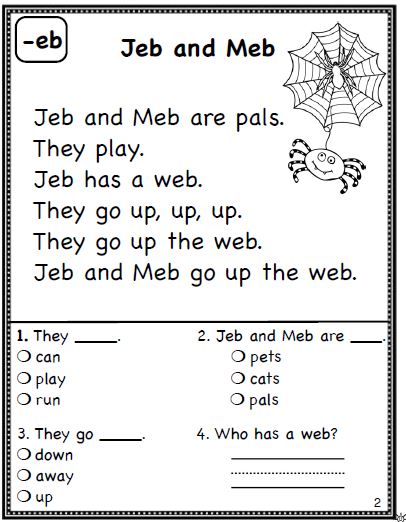 -eb
Jeb and Meb
Jeb and Meb are pals.
They play.
Jeb has a web.
They go up, up, up.
They go up the web.
Jeb and Meb go up the web.
1. They _____.
can
play
run
2. Jeb and Meb are ____.
pets
cats
pals
3. They go _____.
down
away
up
4. Who has a web?
2